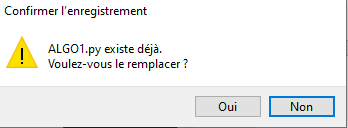 Confirmer l'enregistrement
ALGO1.py existe déjà.
Voulez-vous le remplacer ?
Oui Non